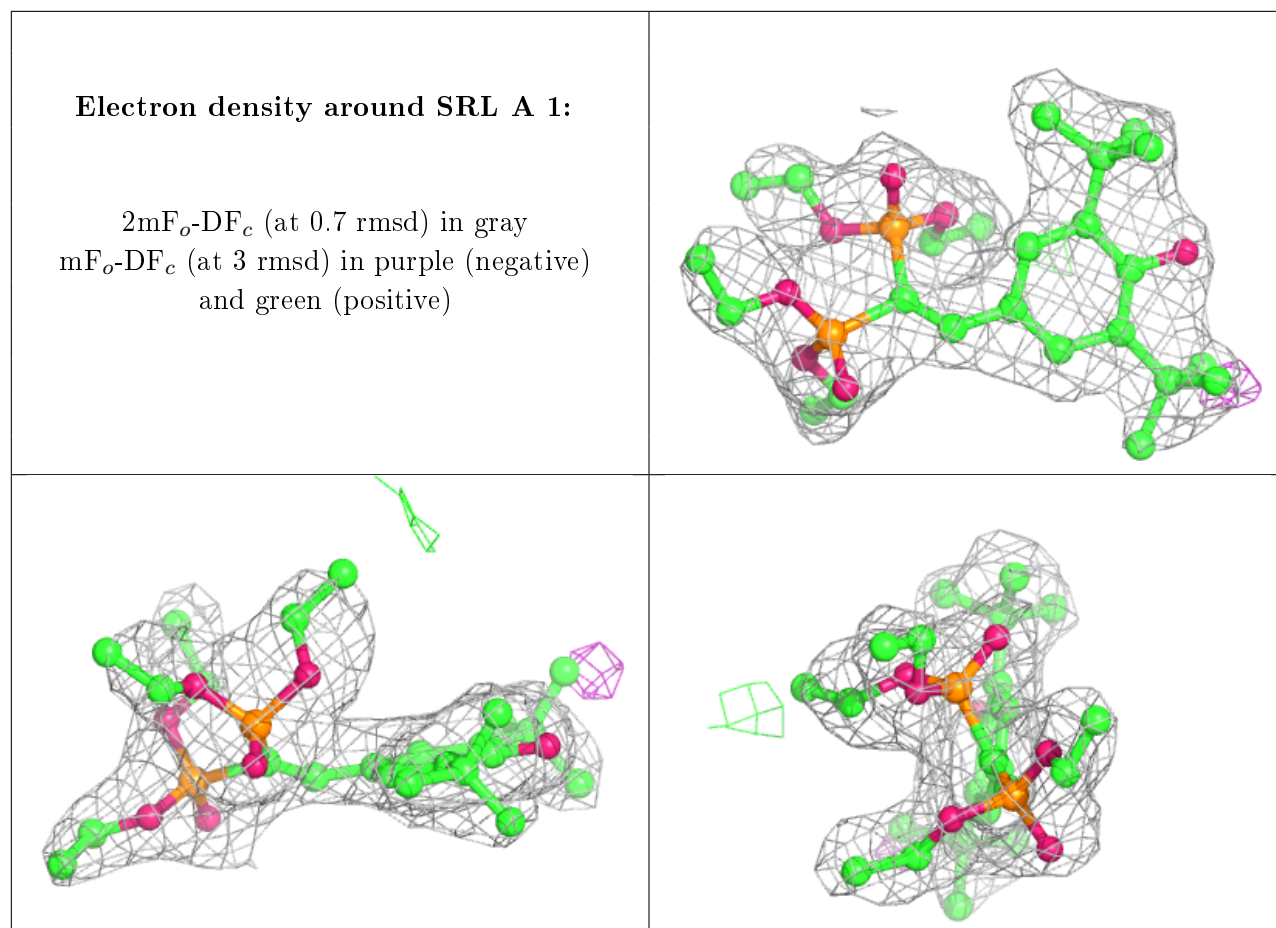 Electron density around SRL A 1:
2mFₒ-DF𝒸 (at 0.7 rmsd) in gray
mFₒ-DF𝒸 (at 3 rmsd) in purple (negative)
and green (positive)